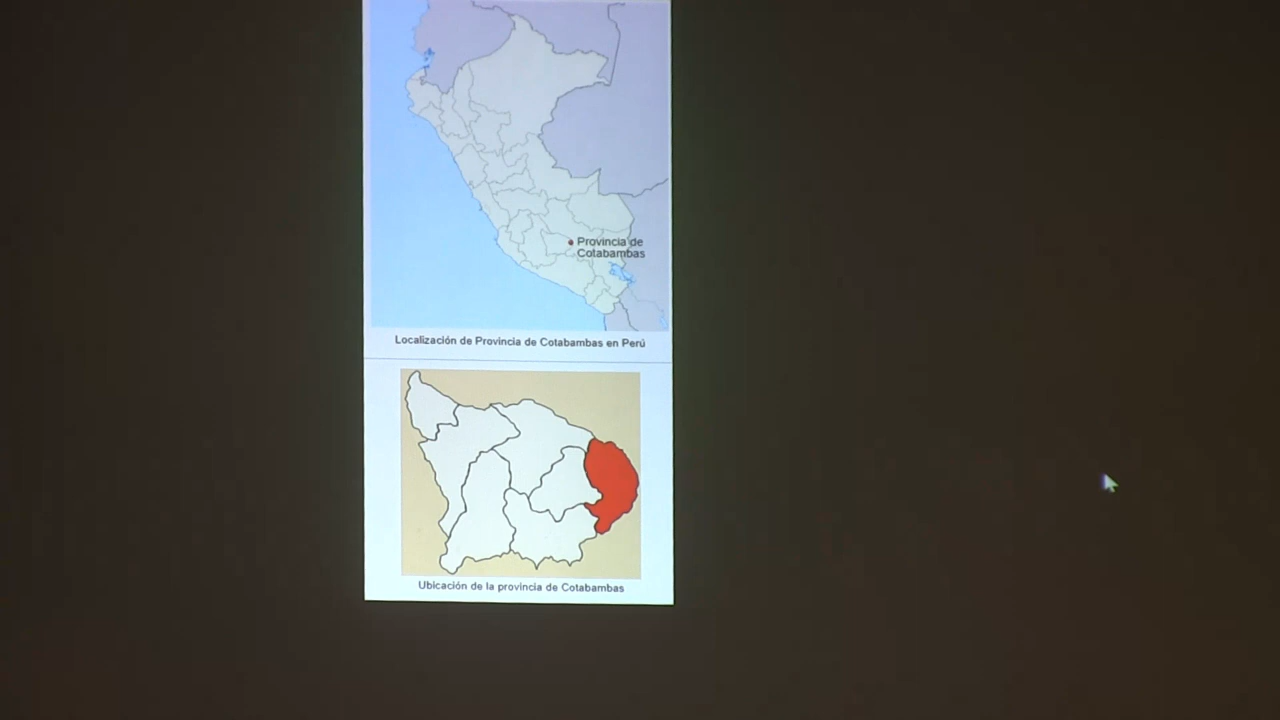 Provincia de
Cotabambas
Localización de Provincia de Cotabambas en Perú
Ubicación de la provincia de Cotabambas